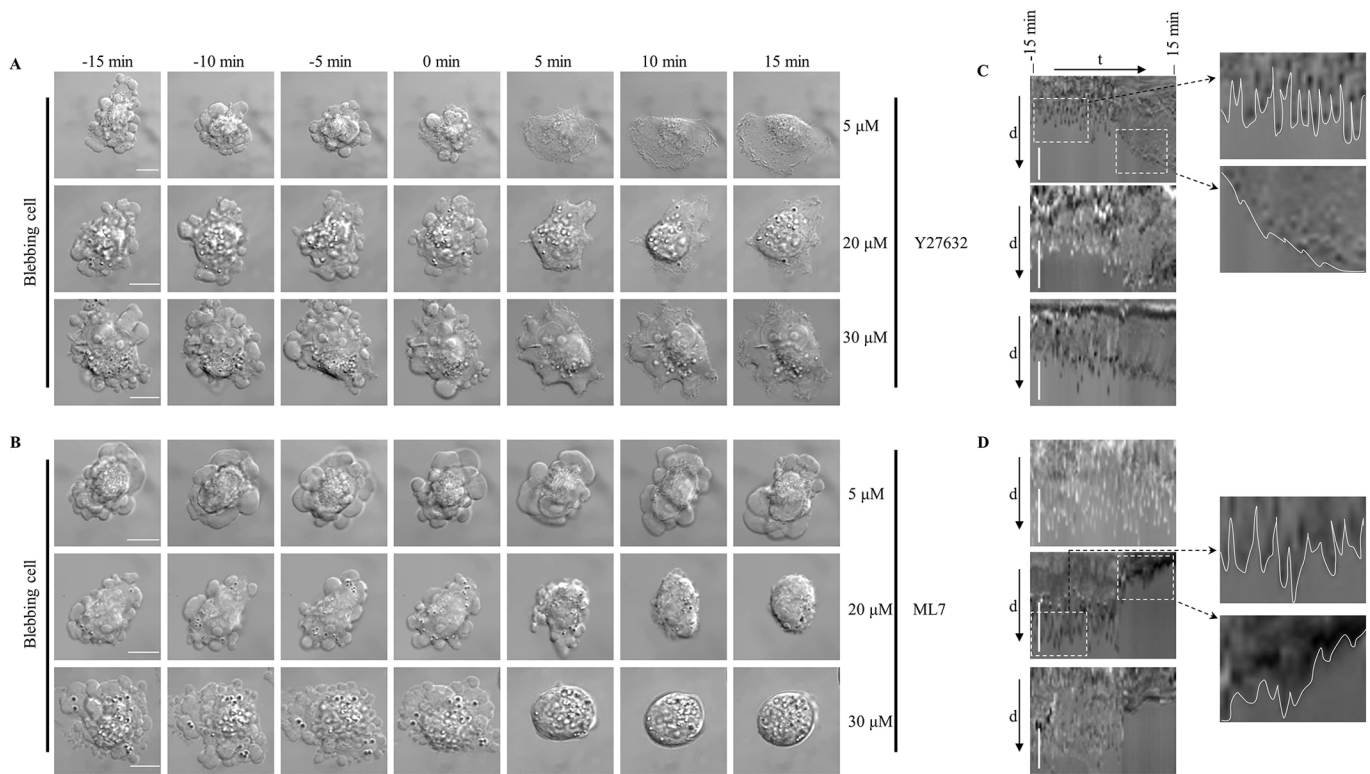 A
-15 min
-10 min
-5 min
0 min
5 min
10 min
15 min
Blebbing cell
5 μM
20 μM
30 μM
Y27632
B
Blebbing cell
5 μM
20 μM
30 μM
ML7
C
-15 min
15 min
t
d
d
d
D
d
d
d